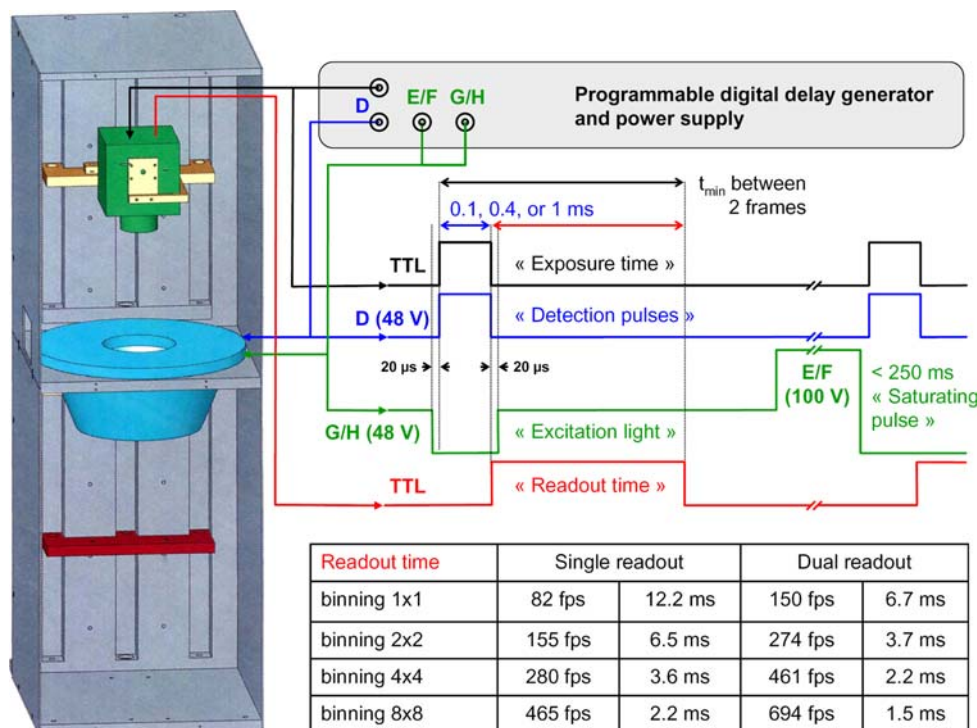 D
E/F
G/H
Programmable digital delay generator
and power supply
tmin between
2 frames
0.1, 0.4, or 1 ms
TTL
« Exposure time »
D (48 V)
« Detection pulses »
20 µs
20 µs
E/F
(100 V)
< 250 ms
« Saturating
pulse »
G/H (48 V)
« Excitation light »
TTL
« Readout time »
Readout time Single readout Dual readout
binning 1x1 82 fps 12.2 ms 150 fps 6.7 ms
binning 2x2 155 fps 6.5 ms 274 fps 3.7 ms
binning 4x4 280 fps 3.6 ms 461 fps 2.2 ms
binning 8x8 465 fps 2.2 ms 694 fps 1.5 ms